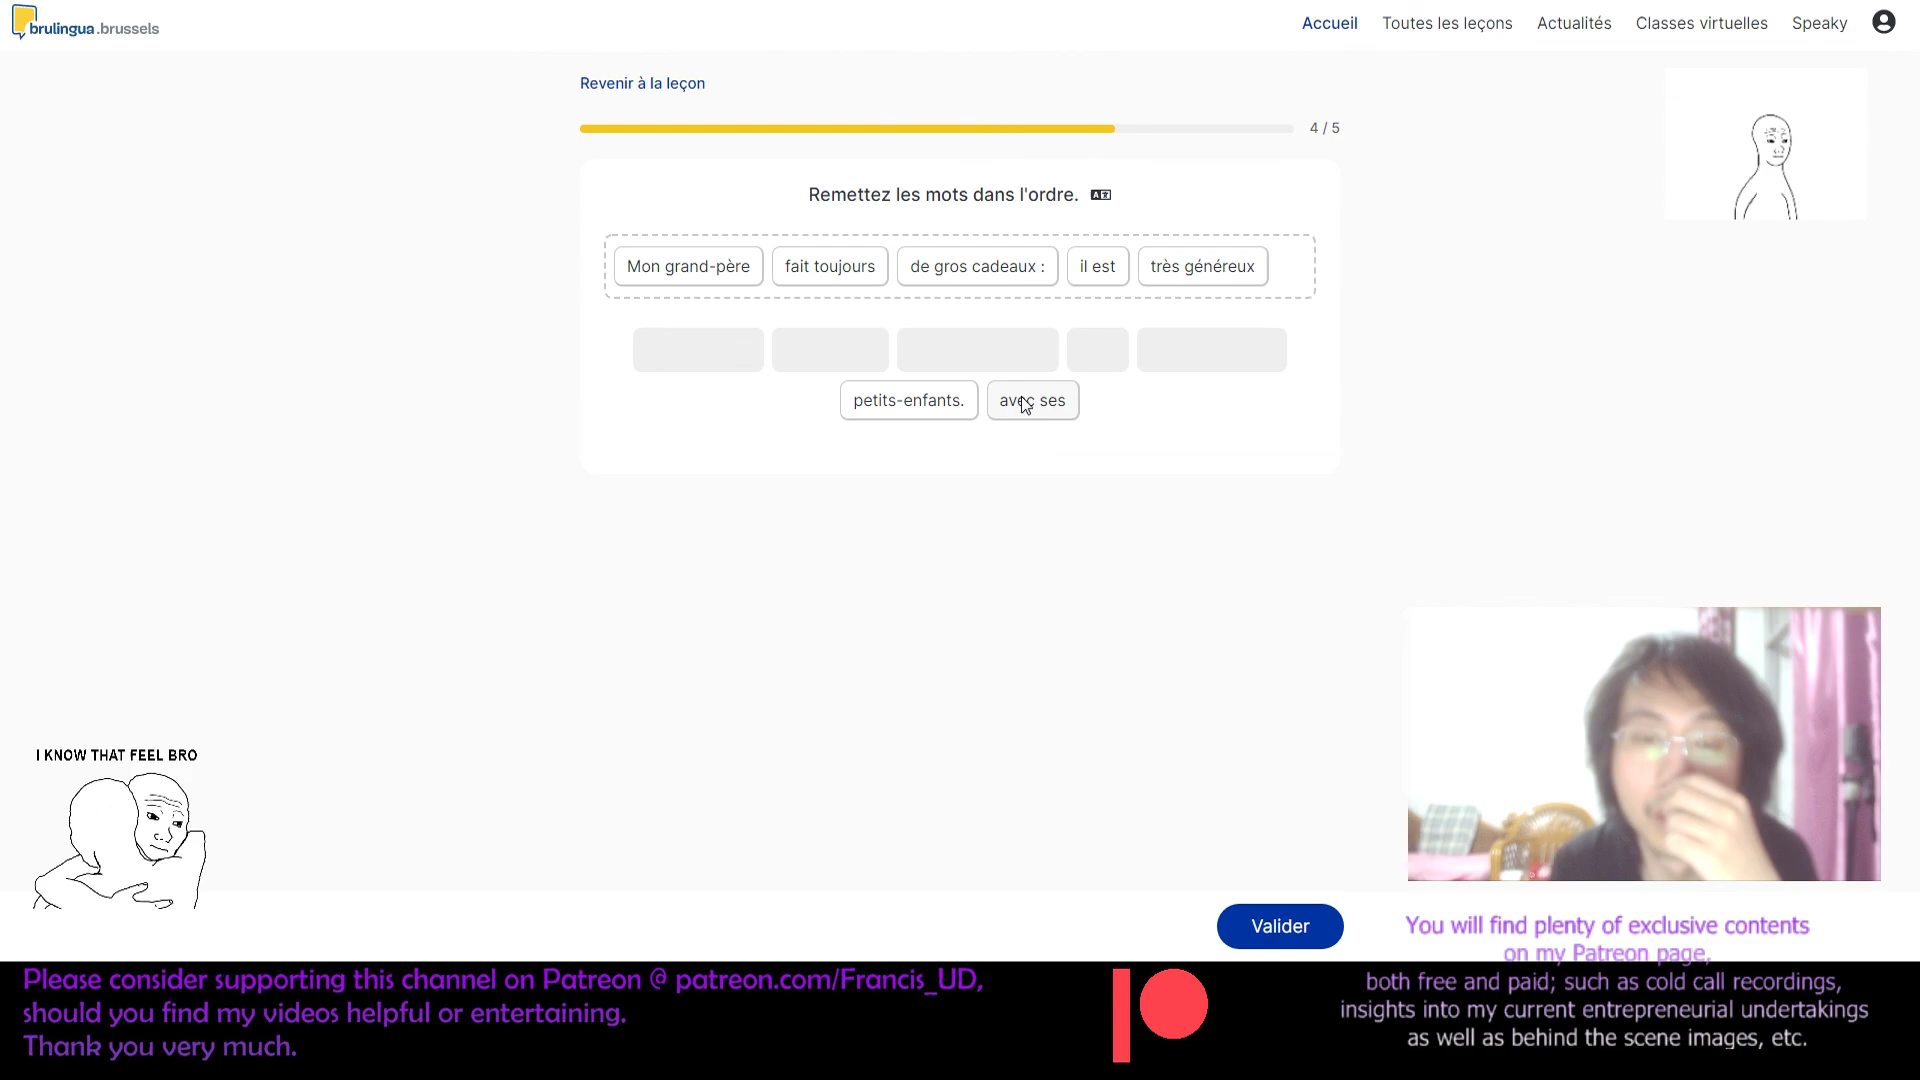 brulingua.brussels
Accueil Toutes les leçons Actualités Classes virtuelles Speaky
Revenir à la leçon
4 / 5
Remettez les mots dans l'ordre.
Mon grand-père fait toujours de gros cadeaux : il est très généreux
petits-enfants. avec ses
I KNOW THAT FEEL BRO
Valider
You will find plenty of exclusive contents
on my Patreon page,
both free and paid; such as cold call recordings,
insights into my current entrepreneurial undertakings
as well as behind the scene images, etc.
Please consider supporting this channel on Patreon @ patreon.com/Francis_UD,
should you find my videos helpful or entertaining.
Thank you very much.